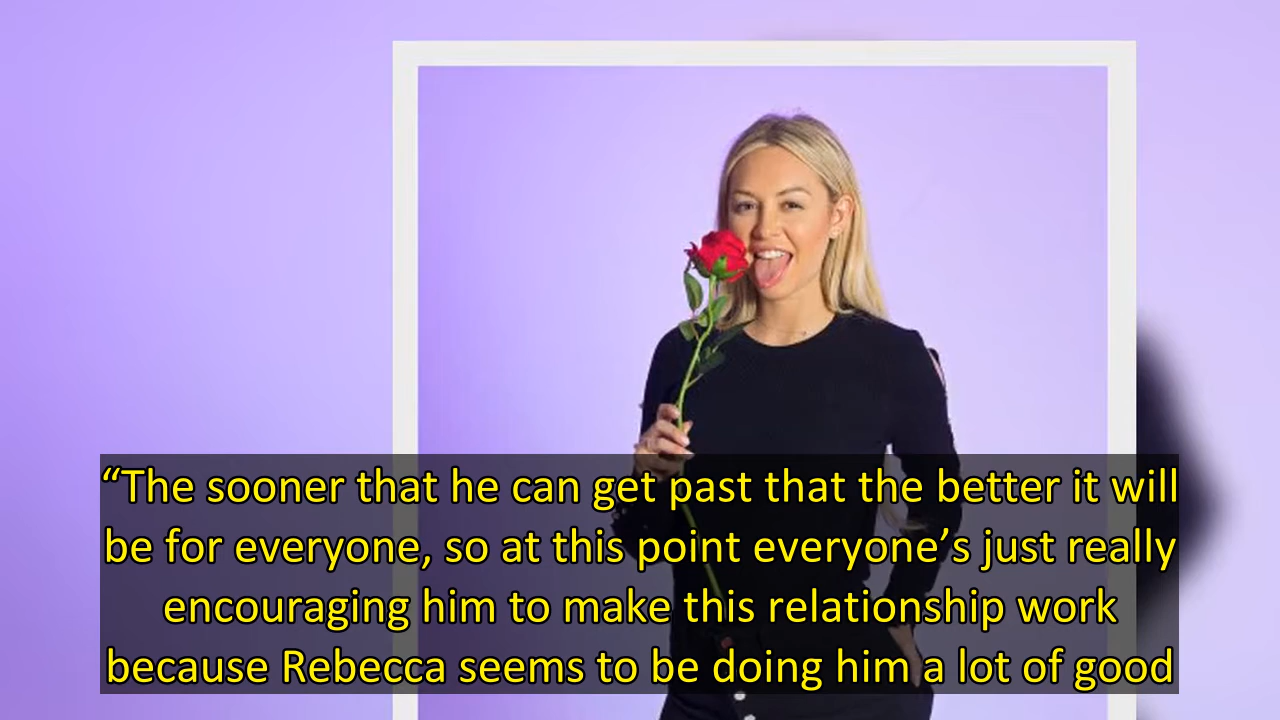 “The sooner that he can get past that the better it will
be for everyone, so at this point everyone’s just really
encouraging him to make this relationship work
because Rebecca seems to be doing him a lot of good